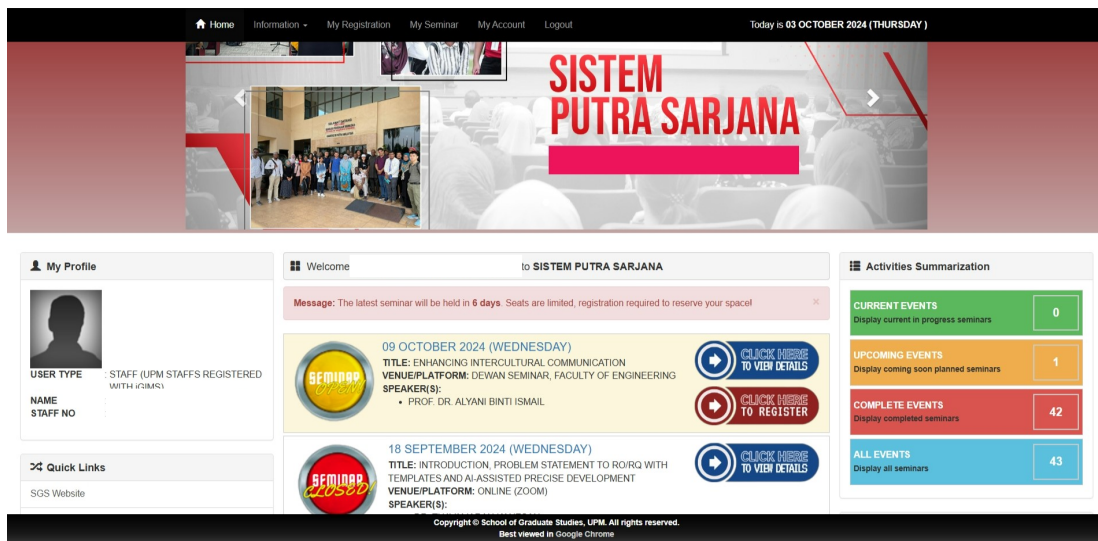 Home Information My Registration My Seminar My Account Logout Today is 03 OCTOBER 2024 (THURSDAY )
SISTEM
PUTRA SARJANA
My Profile
USER TYPE : STAFF (UPM STAFFS REGISTERED
WITH iGIMS)
NAME :
STAFF NO :
Quick Links
SGS Website
Welcome to SISTEM PUTRA SARJANA
Message: The latest seminar will be held in 6 days. Seats are limited, registration required to reserve your space! ×
SEMINAR
OPEN
09 OCTOBER 2024 (WEDNESDAY)
TITLE: ENHANCING INTERCULTURAL COMMUNICATION
VENUE/PLATFORM: DEWAN SEMINAR, FACULTY OF ENGINEERING
SPEAKER(S):
• PROF. DR. ALYANI BINTI ISMAIL
CLICK HERE
TO VIEW DETAILS
CLICK HERE
TO REGISTER
SEMINAR
CLOSED!
18 SEPTEMBER 2024 (WEDNESDAY)
TITLE: INTRODUCTION, PROBLEM STATEMENT TO RO/RQ WITH
TEMPLATES AND AI-ASSISTED PRECISE DEVELOPMENT
VENUE/PLATFORM: ONLINE (ZOOM)
SPEAKER(S):
CLICK HERE
TO VIEW DETAILS
Activities Summarization
CURRENT EVENTS
Display current in progress seminars
0
UPCOMING EVENTS
Display coming soon planned seminars
1
COMPLETE EVENTS
Display completed seminars
42
ALL EVENTS
Display all seminars
43
Copyright © School of Graduate Studies, UPM. All rights reserved.
Best viewed in Google Chrome